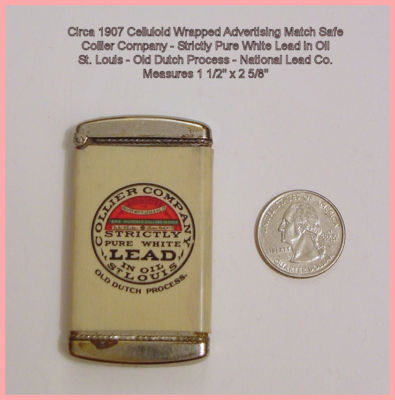 Circa 1907 Celluloid Wrapped Advertising Match Safe
Collier Company - Strictly Pure White Lead in Oil
St. Louis - Old Dutch Process - National Lead Co.
Measures 1 1/2" x 2 5/8"
COLLIER COMPANY
STRICTLY
PURE WHITE
LEAD
IN OIL
ST LOUIS
OLD DUTCH PROCESS.
QUARTER DOLLAR